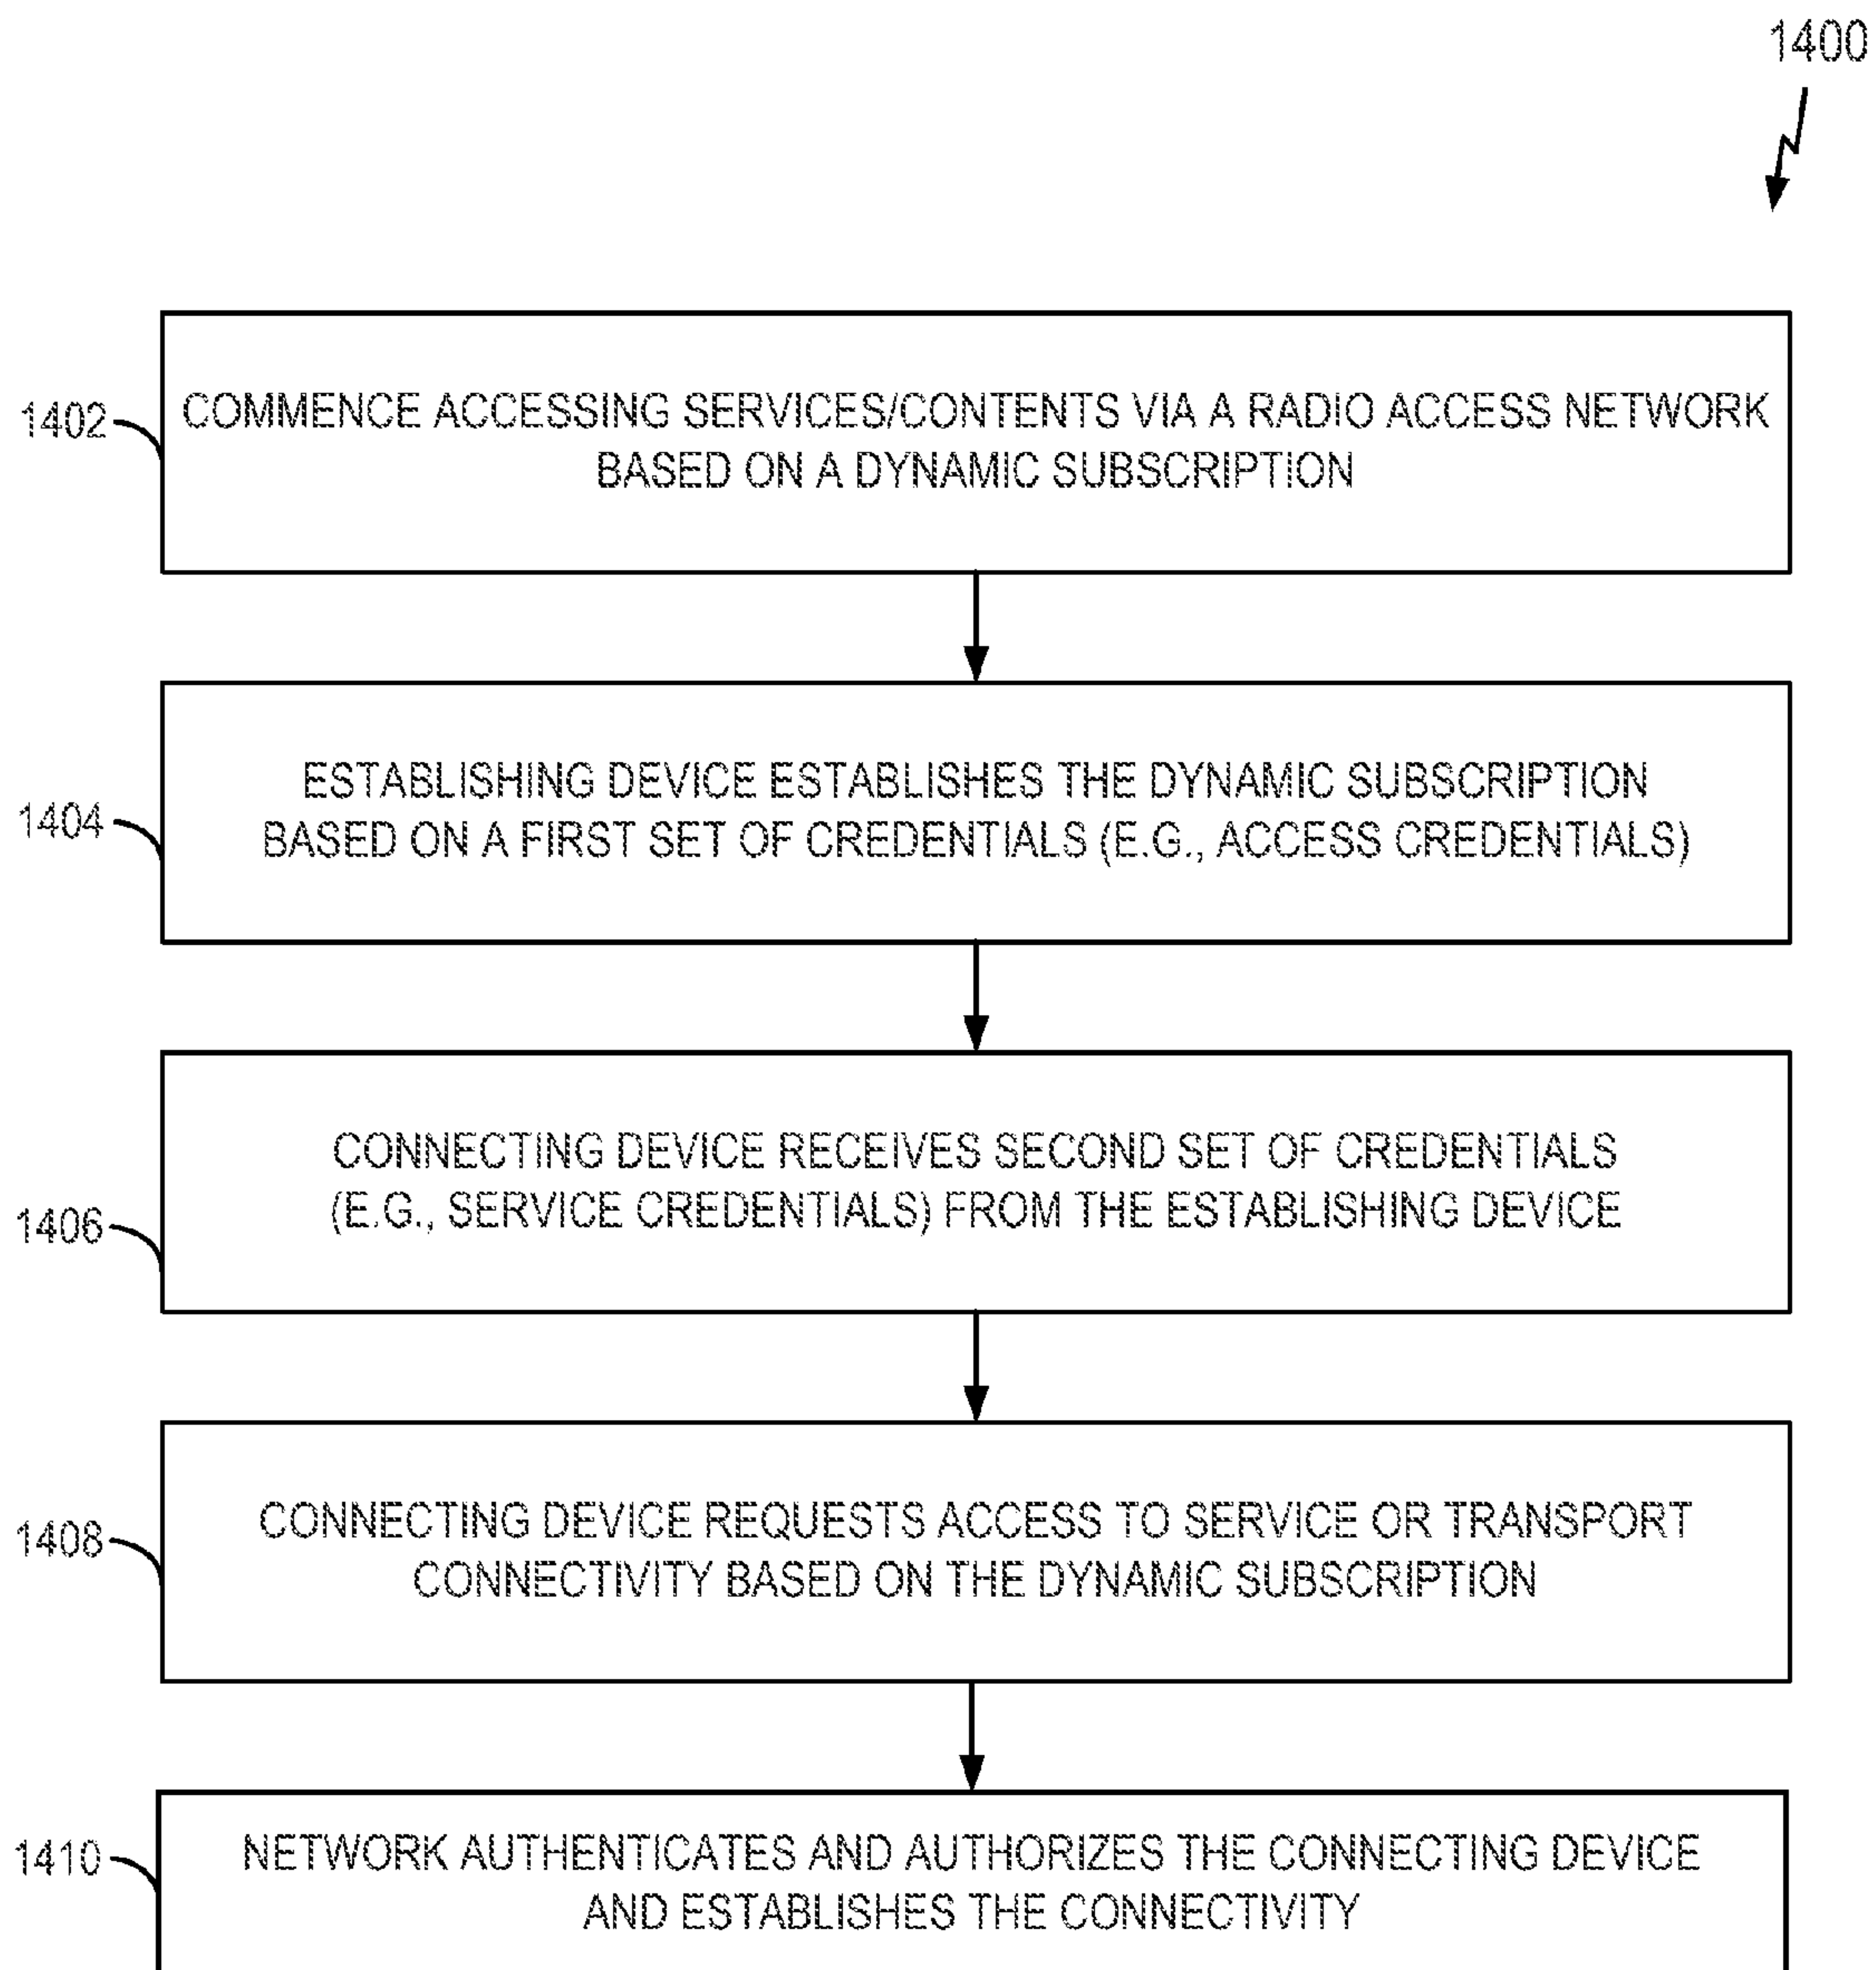 1400
1402
COMMENCE ACCESSING SERVICES/CONTENTS VIA A RADIO ACCESS NETWORK
BASED ON A DYNAMIC SUBSCRIPTION
1404
ESTABLISHING DEVICE ESTABLISHES THE DYNAMIC SUBSCRIPTION
BASED ON A FIRST SET OF CREDENTIALS (E.G., ACCESS CREDENTIALS)
1406
CONNECTING DEVICE RECEIVES SECOND SET OF CREDENTIALS
(E.G., SERVICE CREDENTIALS) FROM THE ESTABLISHING DEVICE
1408
CONNECTING DEVICE REQUESTS ACCESS TO SERVICE OR TRANSPORT
CONNECTIVITY BASED ON THE DYNAMIC SUBSCRIPTION
1410
NETWORK AUTHENTICATES AND AUTHORIZES THE CONNECTING DEVICE
AND ESTABLISHES THE CONNECTIVITY